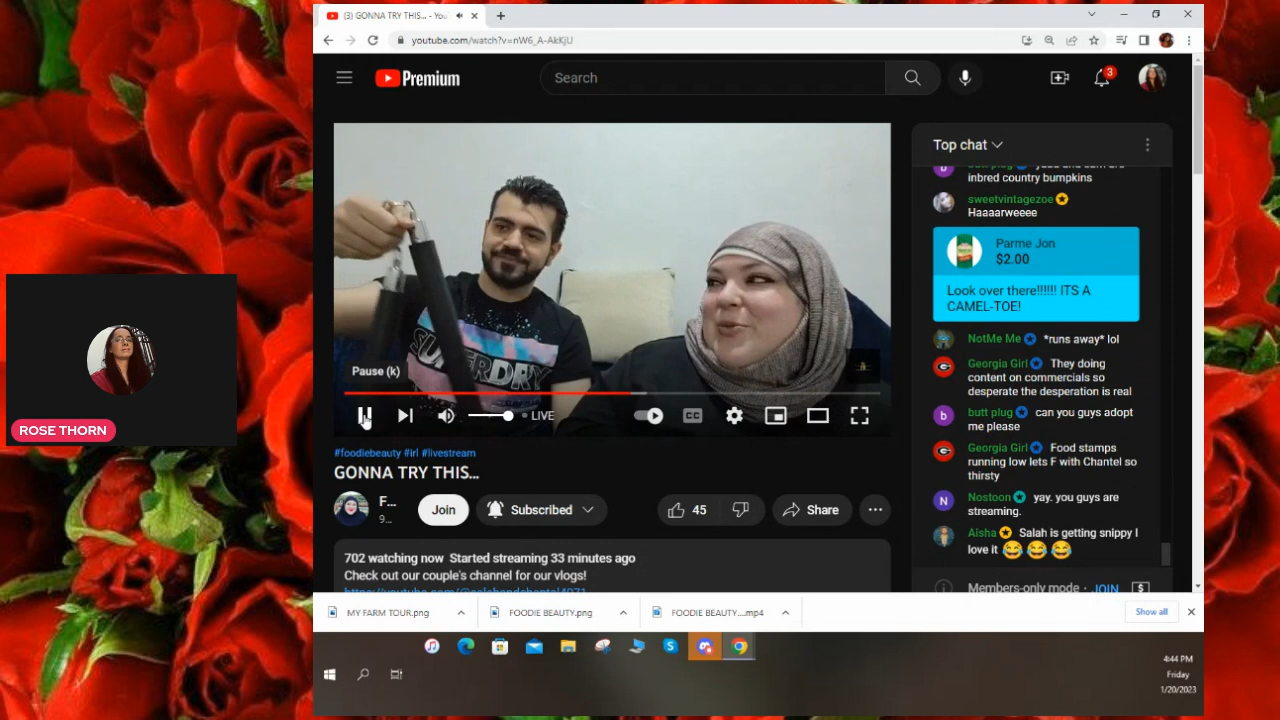 (3) GONNA TRY THIS... - You
youtube.com/watch?v=nW6_A-AkKjU
Premium
Search
3
Top chat
inbred country bumpkins
sweetvintagezoe
Haaaarweeee
Parme Jon
$2.00
Look over there!!!!!! ITS A
CAMEL-TOE!
NotMe Me *runs away* lol
Georgia Girl They doing
content on commercials so
desperate the desperation is real
butt plug can you guys adopt
me please
Georgia Girl Food stamps
running low lets F with Chantel so
thirsty
Nostoon yay. you guys are
streaming.
Aisha Salah is getting snippy I
love it 😂😂😂
Members-only mode · JOIN
SUPERDRY
Pause (k)
LIVE
CC
#foodiebeauty #irl #livestream
GONNA TRY THIS...
F...
9...
Join
Subscribed
45
Share
702 watching now Started streaming 33 minutes ago
Check out our couple's channel for our vlogs!
ROSE THORN
MY FARM TOUR.png
FOODIE BEAUTY.png
FOODIE BEAUTY....mp4
Show all
4:44 PM
Friday
1/20/2023